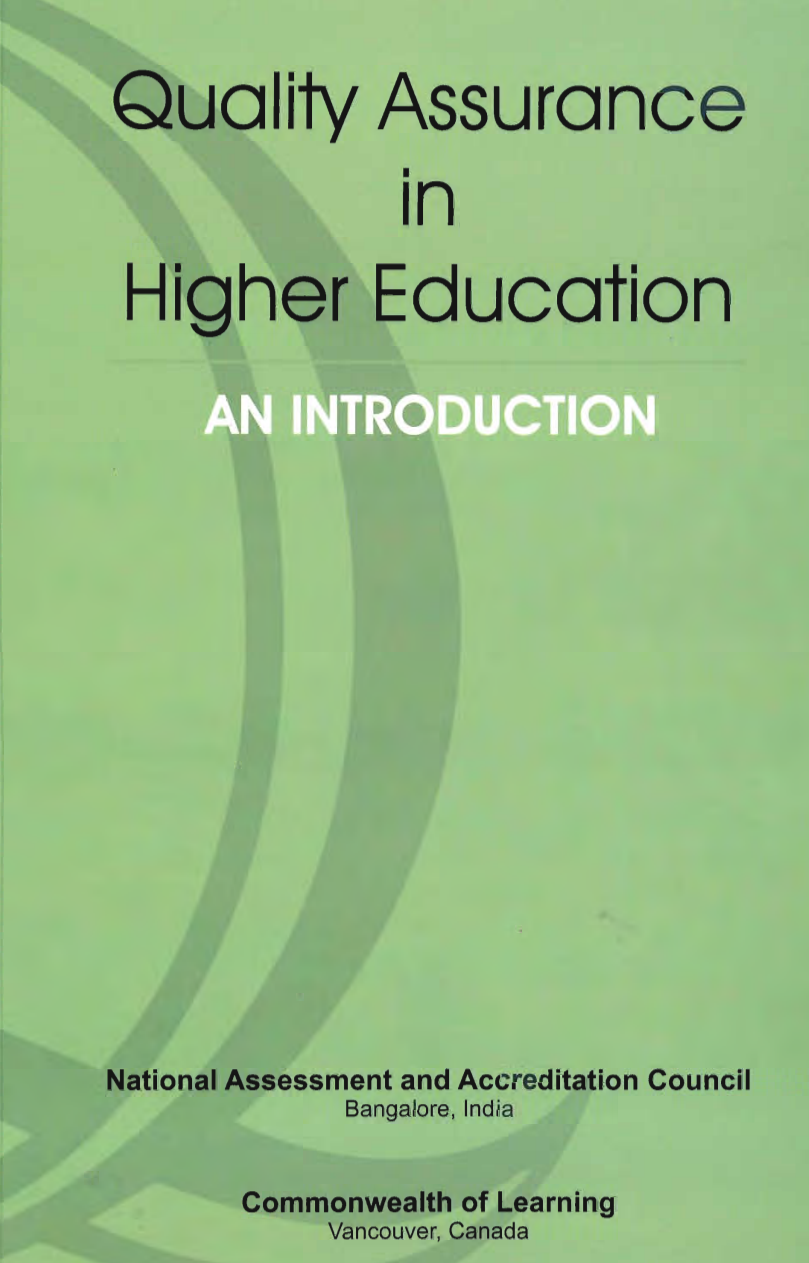 Quality Assurance
in
Higher Education
AN INTRODUCTION
National Assessment and Accreditation Council
Bangalore, India
Commonwealth of Learning
Vancouver, Canada